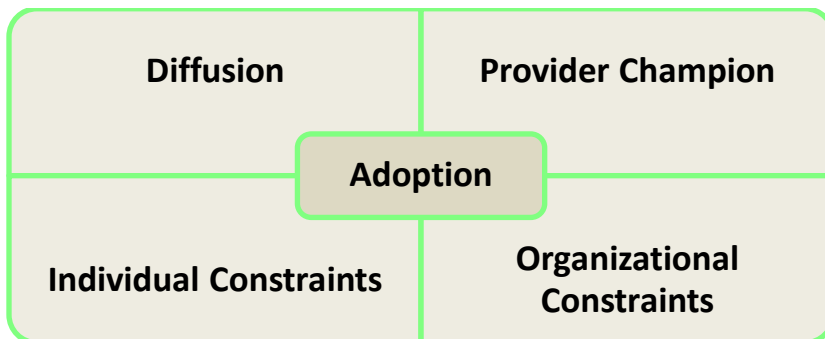 Diffusion
Provider Champion
Adoption
Individual Constraints
Organizational
Constraints